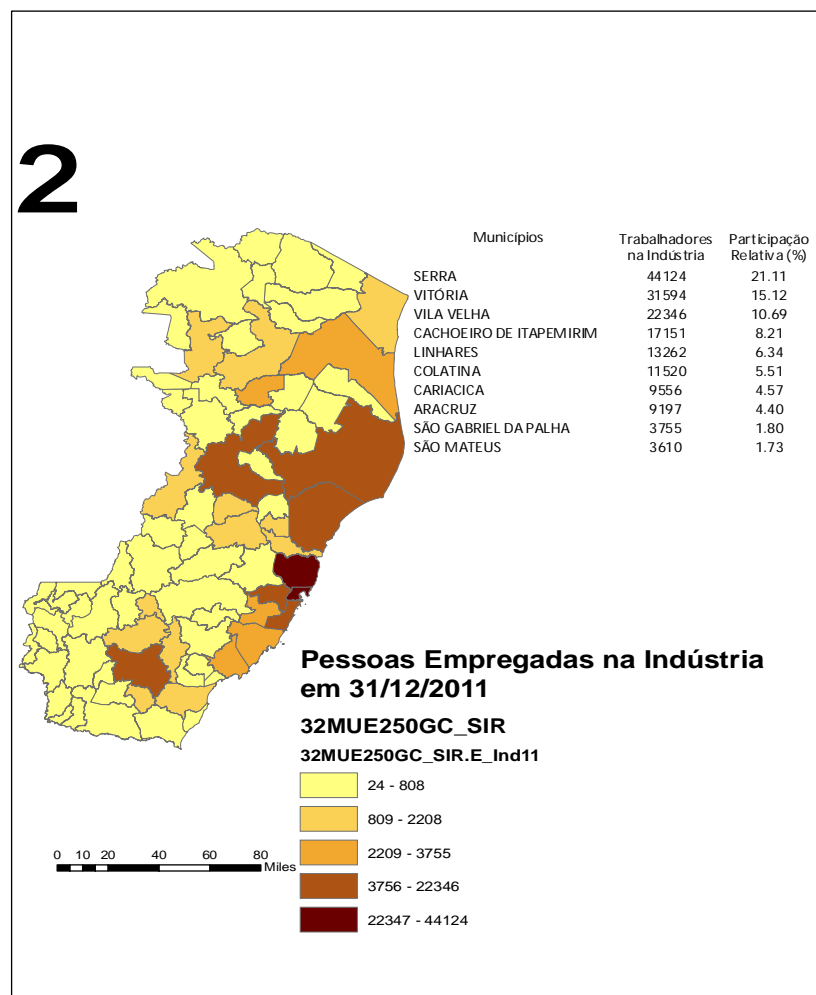 2
Municípios Trabalhadores na Indústria Participação Relativa (%)
SERRA 44124 21.11
VITÓRIA 31594 15.12
VILA VELHA 22346 10.69
CACHOEIRO DE ITAPEMIRIM 17151 8.21
LINHARES 13262 6.34
COLATINA 11520 5.51
CARIACICA 9556 4.57
ARACRUZ 9197 4.40
SÃO GABRIEL DA PALHA 3755 1.80
SÃO MATEUS 3610 1.73
Pessoas Empregadas na Indústria
em 31/12/2011
32MUE250GC_SIR
32MUE250GC_SIR.E_Ind11
24 - 808
809 - 2208
2209 - 3755
3756 - 22346
22347 - 44124
0 10 20 40 60 80
Miles